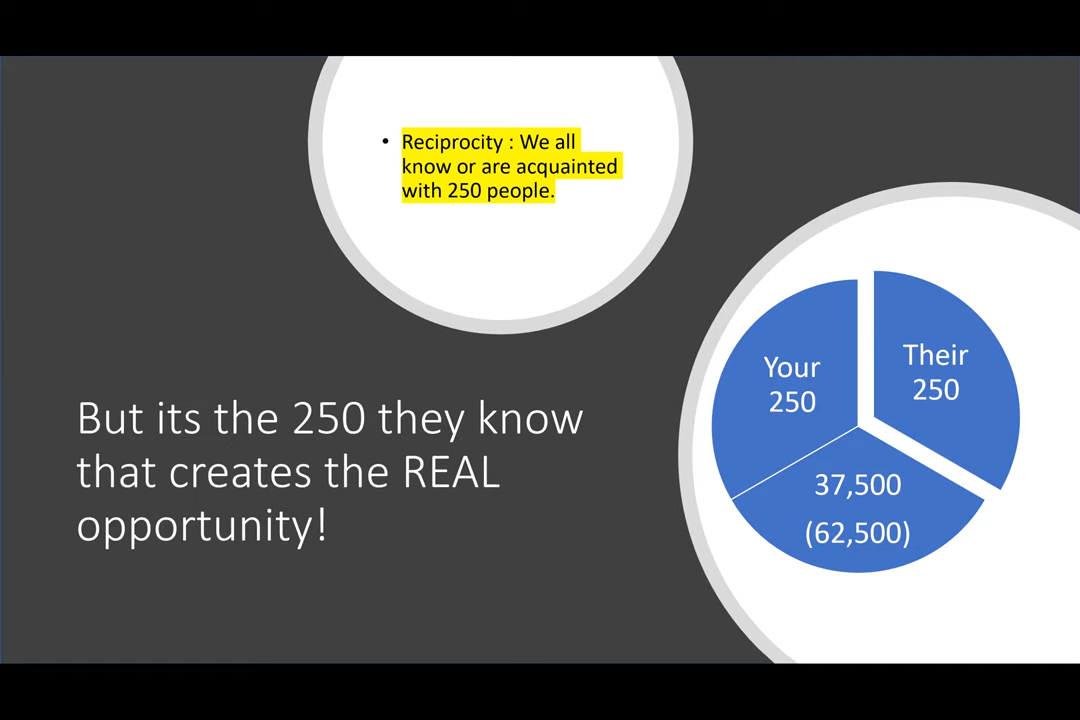 • Reciprocity : We all
know or are acquainted
with 250 people.
But its the 250 they know
that creates the REAL
opportunity!
Your
250
Their
250
37,500
(62,500)